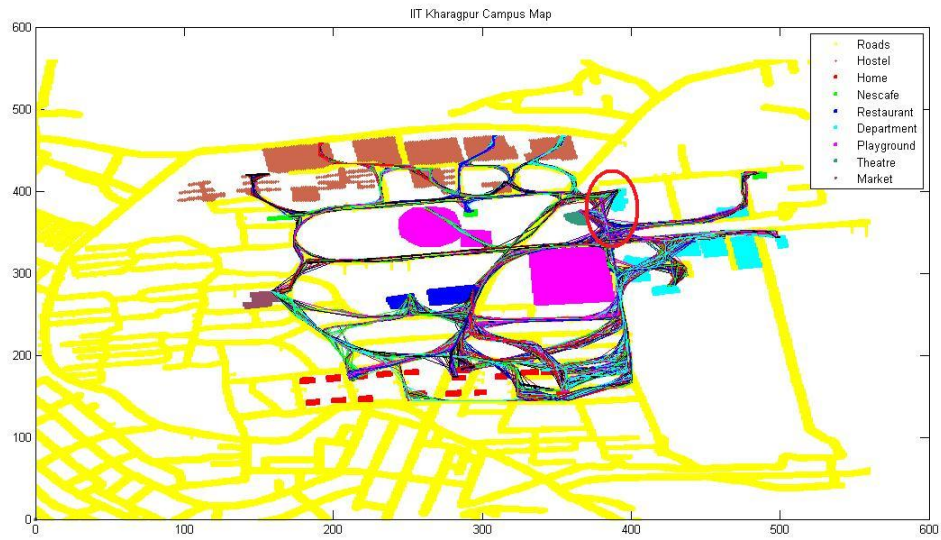 IIT Kharagpur Campus Map
600
500
400
300
200
100
0
0 100 200 300 400 500 600
Roads
Hostel
Home
Nescafe
Restaurant
Department
Playground
Theatre
Market